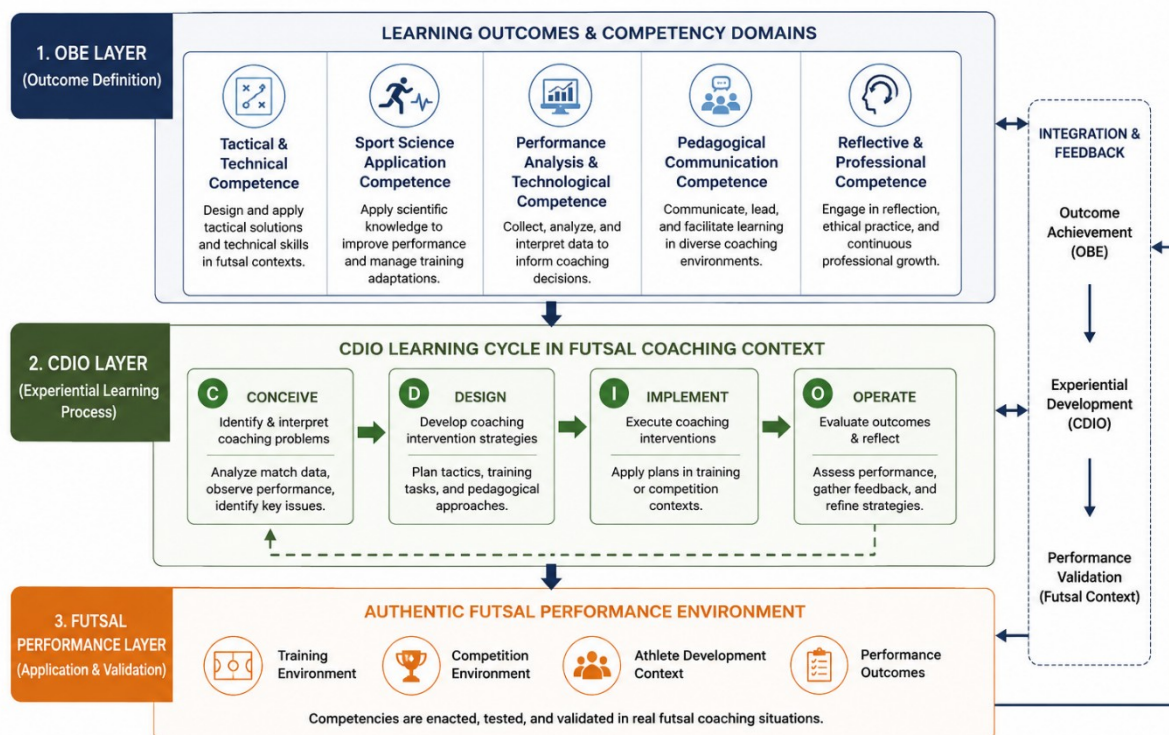 1. OBE LAYER
(Outcome Definition)
LEARNING OUTCOMES & COMPETENCY DOMAINS
Tactical &
Technical
Competence
Design and apply
tactical solutions
and technical skills
in futsal contexts.
Sport Science
Application
Competence
Apply scientific
knowledge to
improve performance
and manage training
adaptations.
Performance
Analysis &
Technological
Competence
Collect, analyze, and
interpret data to
inform coaching
decisions.
Pedagogical
Communication
Competence
Communicate, lead,
and facilitate learning
in diverse coaching
environments.
Reflective &
Professional
Competence
Engage in reflection,
ethical practice, and
continuous
professional growth.
2. CDIO LAYER
(Experiential Learning
Process)
CDIO LEARNING CYCLE IN FUTSAL COACHING CONTEXT
C CONCEIVE
Identify & interpret
coaching problems
Analyze match data,
observe performance,
identify key issues.
D DESIGN
Develop coaching
intervention strategies
Plan tactics, training
tasks, and pedagogical
approaches.
I IMPLEMENT
Execute coaching
interventions
Apply plans in training
or competition
contexts.
O OPERATE
Evaluate outcomes
& reflect
Assess performance,
gather feedback, and
refine strategies.
3. FUTSAL
PERFORMANCE LAYER
(Application & Validation)
AUTHENTIC FUTSAL PERFORMANCE ENVIRONMENT
Training
Environment
Competition
Environment
Athlete Development
Context
Performance
Outcomes
Competencies are enacted, tested, and validated in real futsal coaching situations.
INTEGRATION &
FEEDBACK
Outcome
Achievement
(OBE)
Experiential
Development
(CDIO)
Performance
Validation
(Futsal Context)